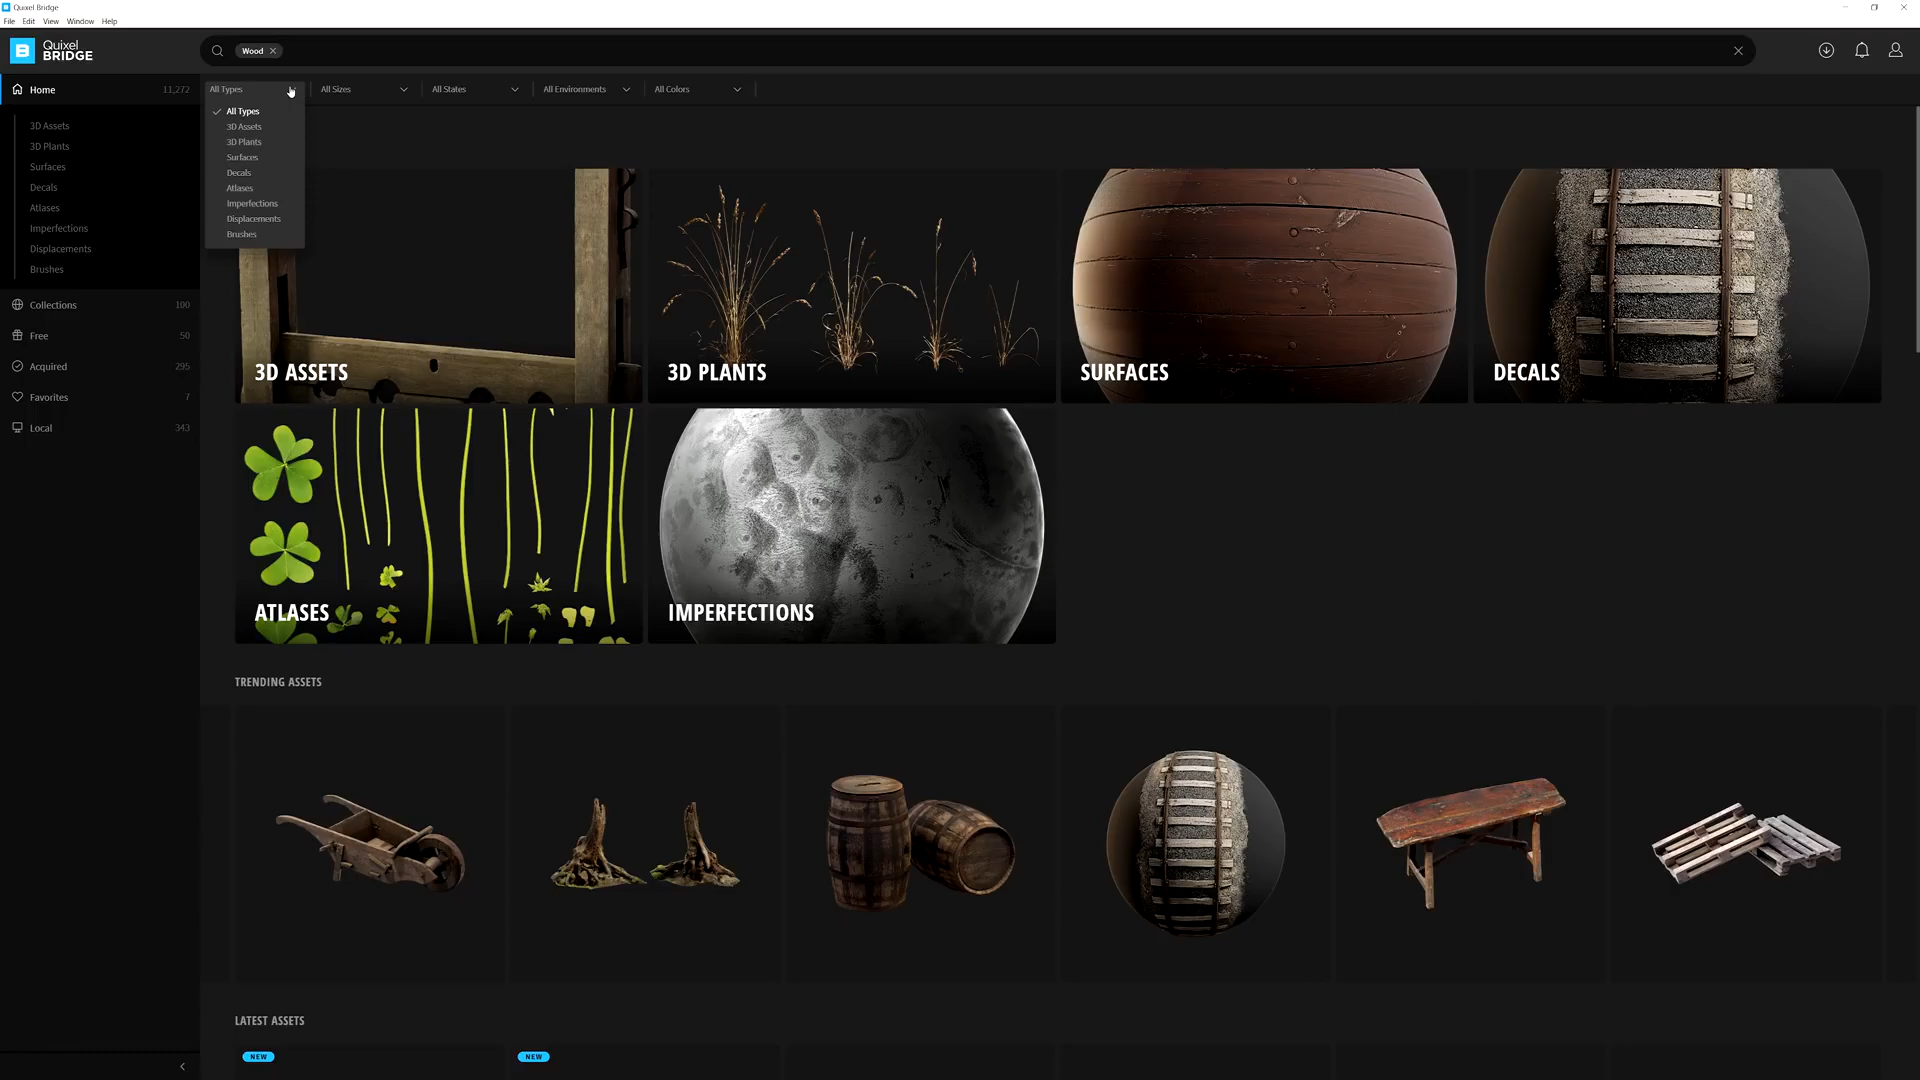 Quixel Bridge
File Edit View Window Help
Quixel
BRIDGE
Wood
Home 11,272
3D Assets
3D Plants
Surfaces
Decals
Atlases
Imperfections
Displacements
Brushes
Collections 100
Free 50
Acquired 295
Favorites 7
Local 343
All Types All Sizes All States All Environments All Colors
All Types
3D Assets
3D Plants
Surfaces
Decals
Atlases
Imperfections
Displacements
Brushes
3D ASSETS 3D PLANTS SURFACES DECALS
ATLASES IMPERFECTIONS
TRENDING ASSETS
LATEST ASSETS
NEW NEW